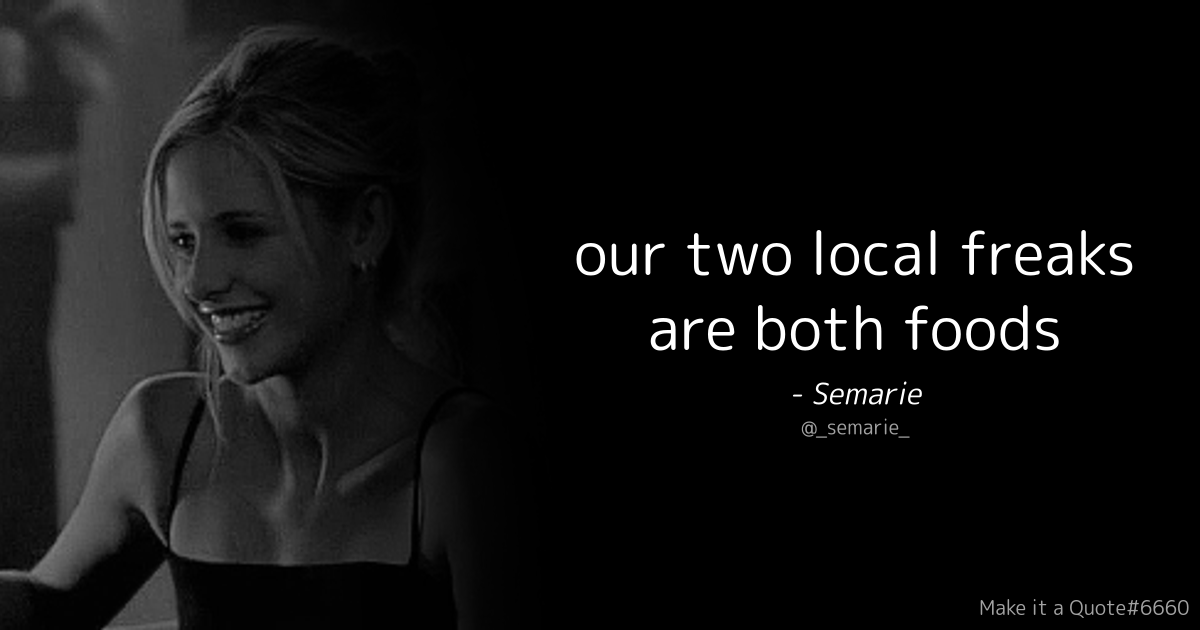 our two local freaks
are both foods
- Semarie
@_semarie_
Make it a Quote#6660